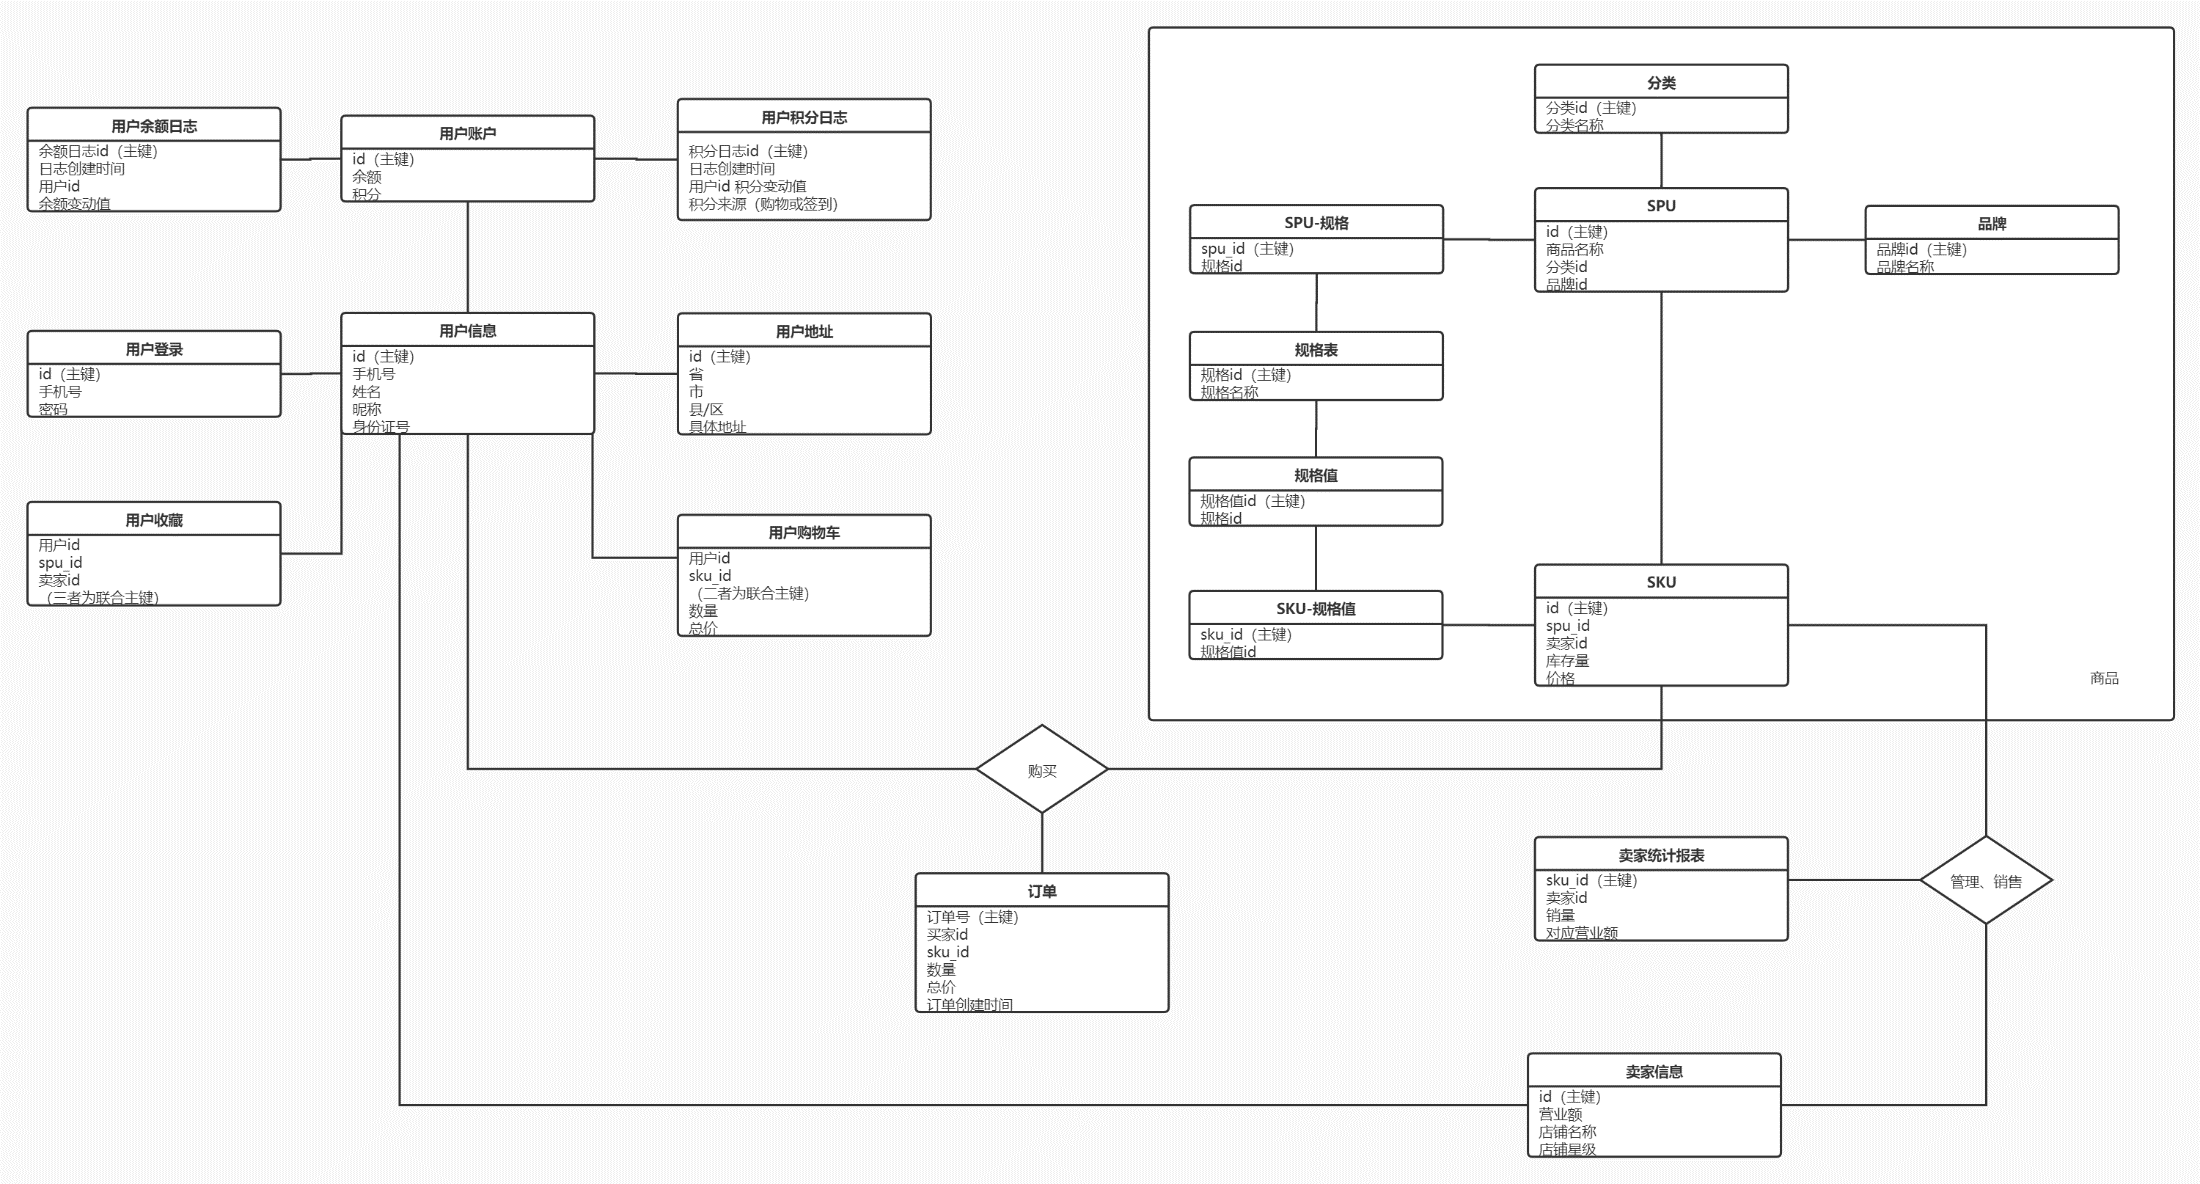 用户余额日志
余额日志id（主键）
日志创建时间
用户id
余额变动值
用户账户
id（主键）
余额
积分
用户积分日志
积分日志id（主键）
日志创建时间
用户id 积分变动值
积分来源（购物或签到）
用户登录
id（主键）
手机号
密码
用户信息
id（主键）
手机号
姓名
昵称
身份证号
用户地址
id（主键）
省
市
县/区
具体地址
用户收藏
用户id
spu_id
卖家id
（三者为联合主键）
用户购物车
用户id
sku_id
（二者为联合主键）
数量
总价
分类
分类id（主键）
分类名称
SPU-规格
spu_id（主键）
规格id
SPU
id（主键）
商品名称
分类id
品牌id
品牌
品牌id（主键）
品牌名称
规格表
规格id（主键）
规格名称
规格值
规格值id（主键）
规格id
SKU-规格值
sku_id（主键）
规格值id
SKU
id（主键）
spu_id
卖家id
库存量
价格
商品
购买
订单
订单号（主键）
买家id
sku_id
数量
总价
订单创建时间
卖家统计报表
sku_id（主键）
卖家id
销量
对应营业额
管理、销售
卖家信息
id（主键）
营业额
店铺名称
店铺星级